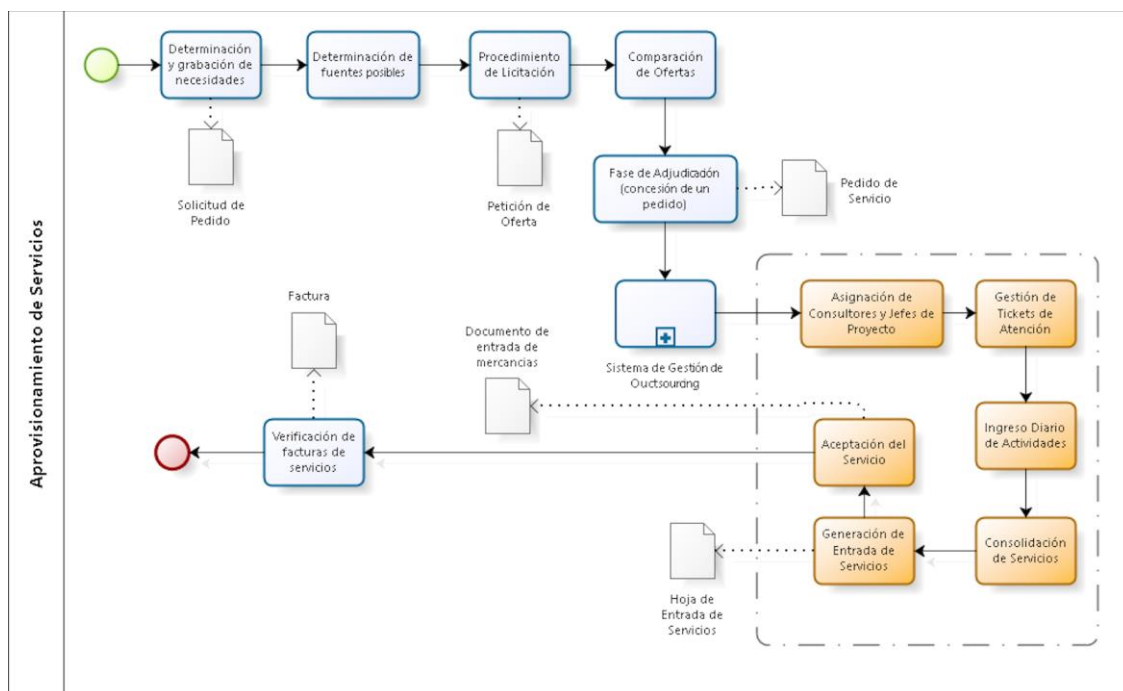 Aprovisionamiento de Servicios
Determinación
y grabación de
necesidades
Determinación de
fuentes posibles
Procedimiento
de Licitación
Comparación
de Ofertas
Solicitud de
Pedido
Petición de
Oferta
Fase de Adjudicación
(concesión de un
pedido)
Pedido de
Servicio
Sistema de Gestión de
Ouctsourcing
Asignación de
Consultores y Jefes de
Proyecto
Gestión de
Tickets de
Atención
Factura
Documento de
entrada de
mercancias
Verificación de
facturas de
servicios
Aceptación del
Servicio
Ingreso Diario
de Actividades
Generación de
Entrada de
Servicios
Consolidación
de Servicios
Hoja de
Entrada de
Servicios